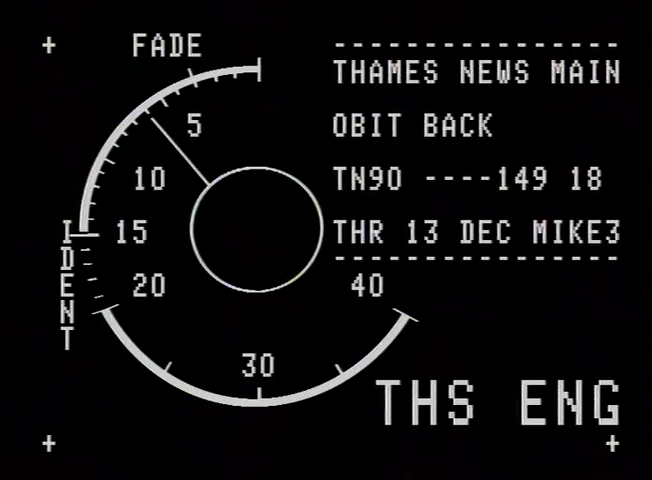 FADE
----------------
THAMES NEWS MAIN
5
OBIT BACK
10
TN90 ----149 18
IDENT
15
THR 13 DEC MIKE3
----------------
20
40
30
THS ENG